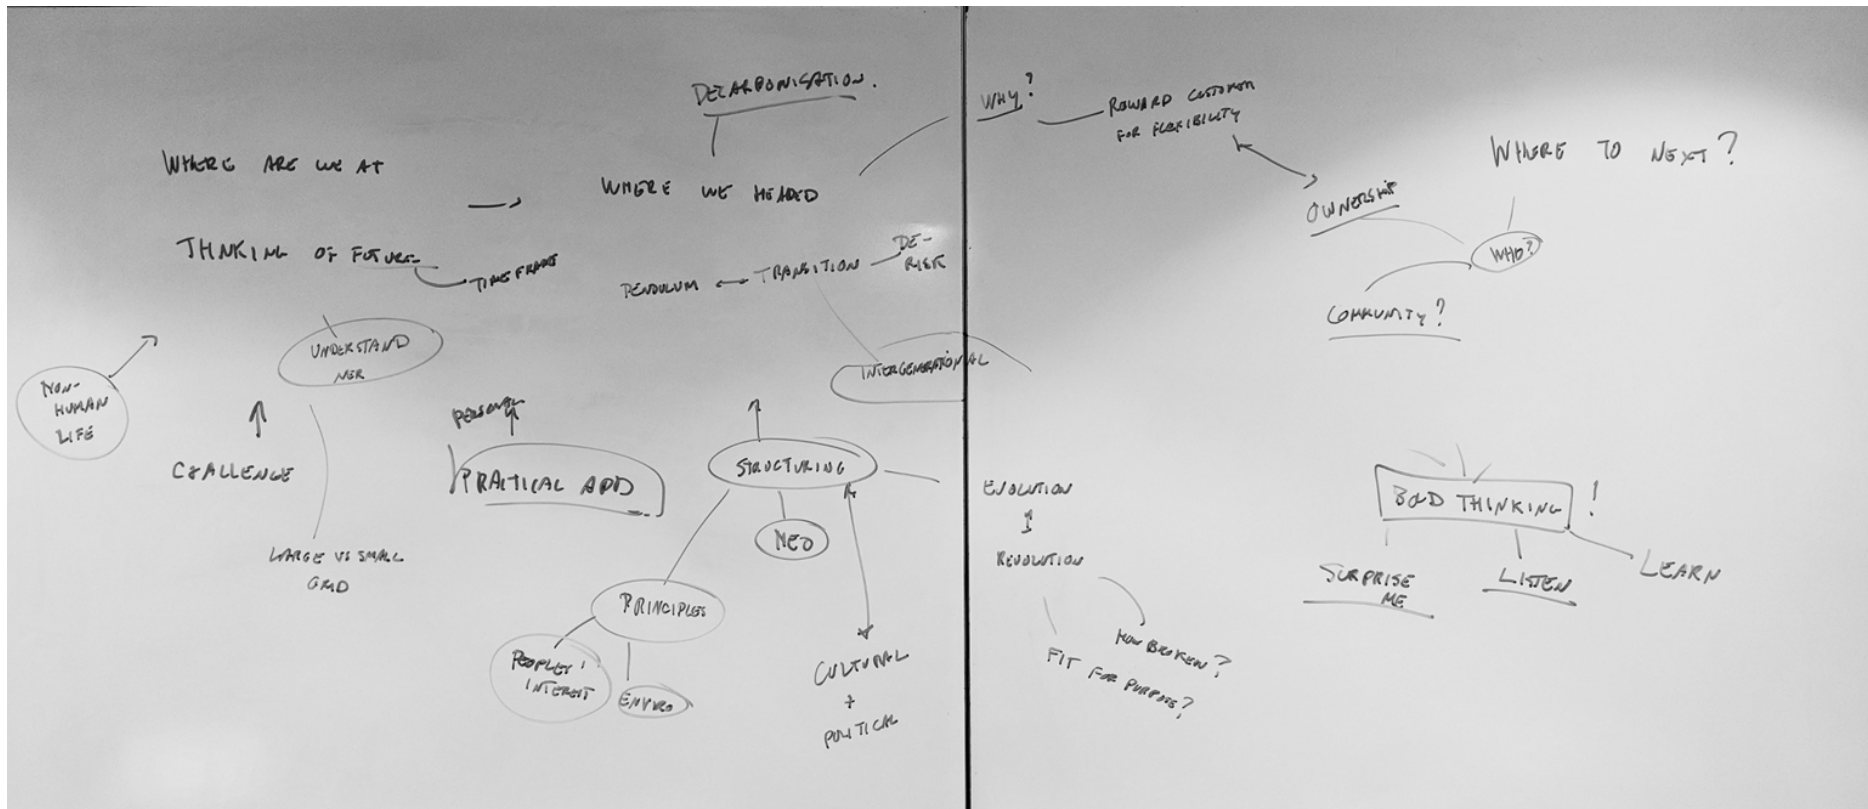 DECARBONISATION.
WHY?
REWARD CUSTOMER
FOR FLEXIBILITY
WHERE ARE WE AT
WHERE WE HEADED
WHERE TO NEXT?
OWNERSHIP
WHO?
THINKING OF FUTURE
TIMEFRAME
PENDULUM
TRANSITION
DE-
RISK
COMMUNITY?
UNDERSTAND
INTERGENERATIONAL
NON-
HUMAN
LIFE
CHALLENGE
PERSONAL
PRACTICAL
STRUCTURING
NEO
LARGE VS SMALL
GRID
PRINCIPLES
PEOPLES'
INTEREST
ENVIRO
CULTURAL
+
POLITICAL
EVOLUTION
REVOLUTION
HOW BROKEN?
FIT FOR PURPOSE?
BOLD THINKING!
SURPRISE
ME
LISTEN
LEARN